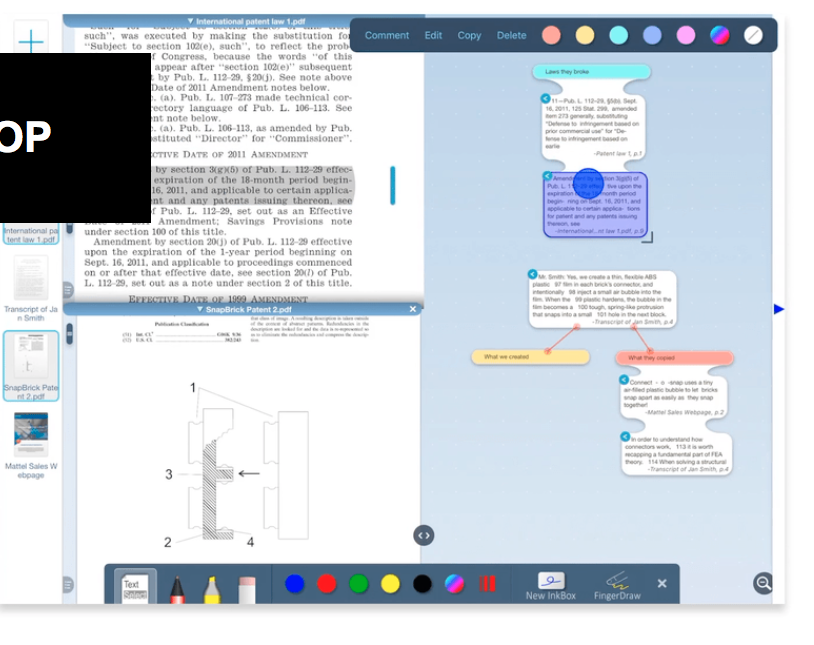 International patent law 1.pdf
such", was executed by making the substitution for
"Subject to section 102(e), such", to reflect the prob-
of Congress, because the words "of this
appear after "section 102(e)" subsequent
t by Pub. L. 112–29, §20(j). See note above
Date of 2011 Amendment notes below.
c. (a). Pub. L. 107–273 made technical cor-
rectory language of Pub. L. 106–113. See
ent note below.
c. (a). Pub. L. 106–113, as amended by Pub.
stituted "Director" for "Commissioner".
OP
ECTIVE DATE OF 2011 AMENDMENT
by section 3(g)(5) of Pub. L. 112–29 effec-
expiration of the 18-month period begin-
16, 2011, and applicable to certain applica-
ent and any patents issuing thereon, see
of Pub. L. 112–29, set out as an Effective
Amendment; Savings Provisions note
under section 100 of this title.
Amendment by section 20(j) of Pub. L. 112–29 effective
upon the expiration of the 1-year period beginning on
Sept. 16, 2011, and applicable to proceedings commenced
on or after that effective date, see section 20(l) of Pub.
L. 112–29, set out as a note under section 2 of this title.
EFFECTIVE DATE OF 1999 AMENDMENT
International pa
tent law 1.pdf
Transcript of Ja
n Smith
SnapBrick Pate
nt 2.pdf
Mattel Sales W
ebpage
SnapBrick Patent 2.pdf
Publication Classification
1
3
2
4
Comment Edit Copy Delete
Laws they broke
11—Pub. L. 112–29, §5(b), Sept.
16, 2011, 125 Stat. 299, amended
item 273 generally, substituting
"Defense to infringement based on
prior commercial use" for "De-
fense to infringement based on
earlie
-Patent law 1, p.1
Amendment by section 3(g)(5) of
Pub. L. 112–29 effec tive upon the
expiration of the 18-month period
begin- ning on Sept. 16, 2011, and
applicable to certain applica- tions
for patent and any patents issuing
thereon, see
-International...nt law 1.pdf, p.8
Mr. Smith: Yes, we create a thin, flexible ABS
plastic 97 film in each brick's connector, and
intentionally 98 inject a small air bubble into the
film. When the 99 plastic hardens, the bubble in the
film becomes a 100 tough, spring-like protrusion
that snaps into a small 101 hole in the next block.
-Transcript of Jan Smith, p.4
What we created
What they copied
Connect - o -snap uses a tiny
air-filled plastic bubble to let bricks
snap apart as easily as they snap
together!
-Mattel Sales Webpage, p.2
In order to understand how
connectors work, 113 it is worth
recapping a fundamental part of FEA
theory. 114 When solving a structural
-Transcript of Jan Smith, p.4
Text
New InkBox FingerDraw